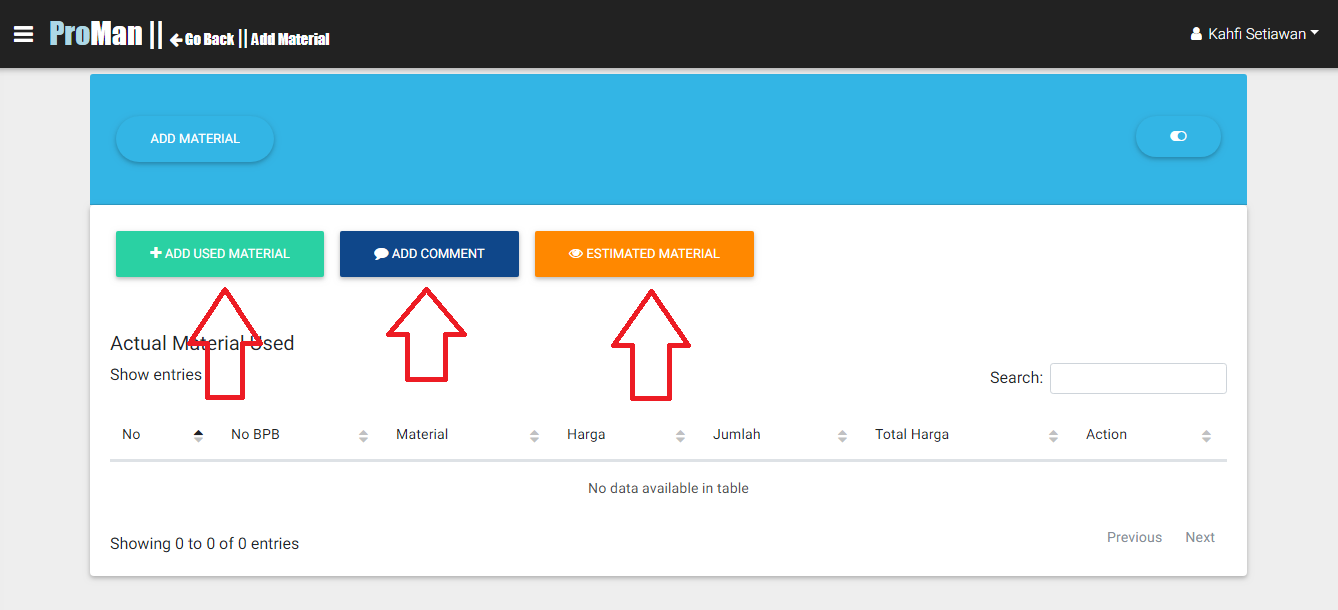 ProMan || Go Back || Add Material
Kahfi Setiawan
ADD MATERIAL
ADD USED MATERIAL
ADD COMMENT
ESTIMATED MATERIAL
Actual Material Used
Show entries
Search:
No No BPB Material Harga Jumlah Total Harga Action
No data available in table
Showing 0 to 0 of 0 entries
Previous Next